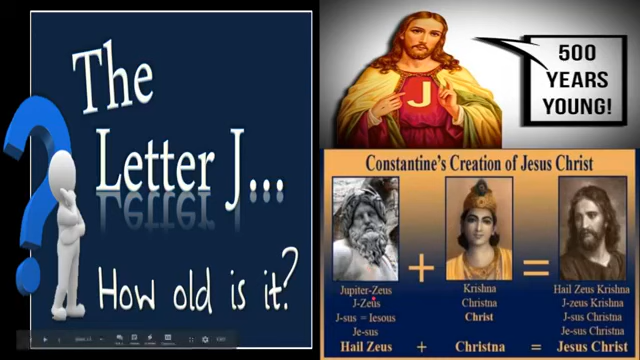 The
Letter J...
How old is it?
J
500
YEARS
YOUNG!
Constantine's Creation of Jesus Christ
Jupiter-Zeus
J-Zeus
J-sus = Iesous
Je-sus
Hail Zeus
+
Krishna
Christna
Christ
Christna
=
Hail Zeus Krishna
J-zeus Krishna
J-sus Christna
Je-sus Christna
Jesus Christ